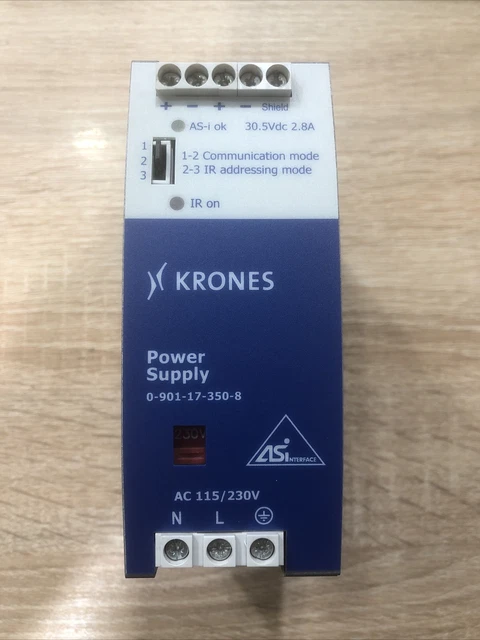 + − + − Shield
AS-i ok 30.5Vdc 2.8A
1
2
3
1-2 Communication mode
2-3 IR addressing mode
IR on
KRONES
Power
Supply
0-901-17-350-8
230V
ASi
INTERFACE
AC 115/230V
N L